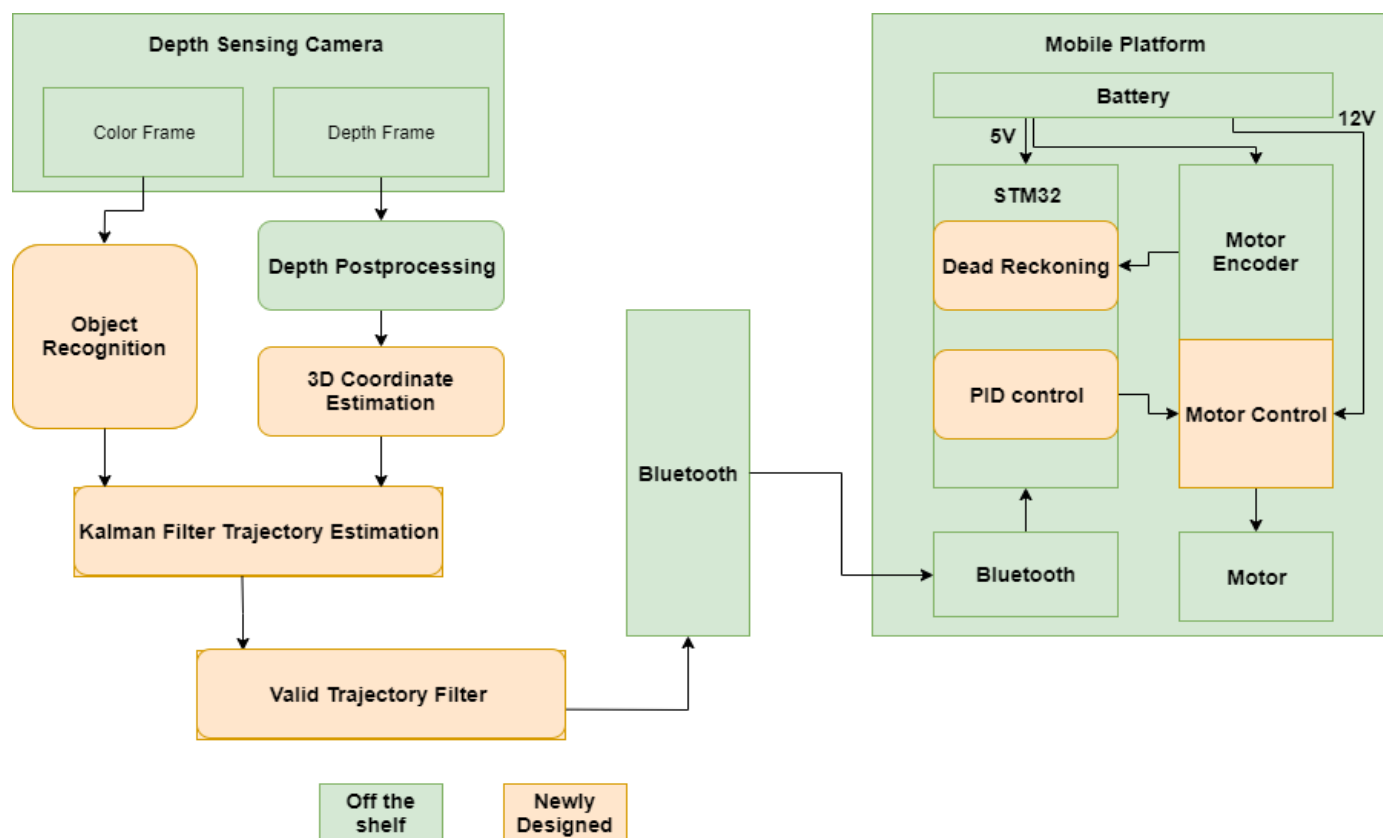 Depth Sensing Camera
Color Frame
Depth Frame
Depth Postprocessing
Object
Recognition
3D Coordinate
Estimation
Kalman Filter Trajectory Estimation
Valid Trajectory Filter
Bluetooth
Mobile Platform
Battery
5V
12V
STM32
Dead Reckoning
Motor
Encoder
PID control
Motor Control
Bluetooth
Motor
Off the
shelf
Newly
Designed